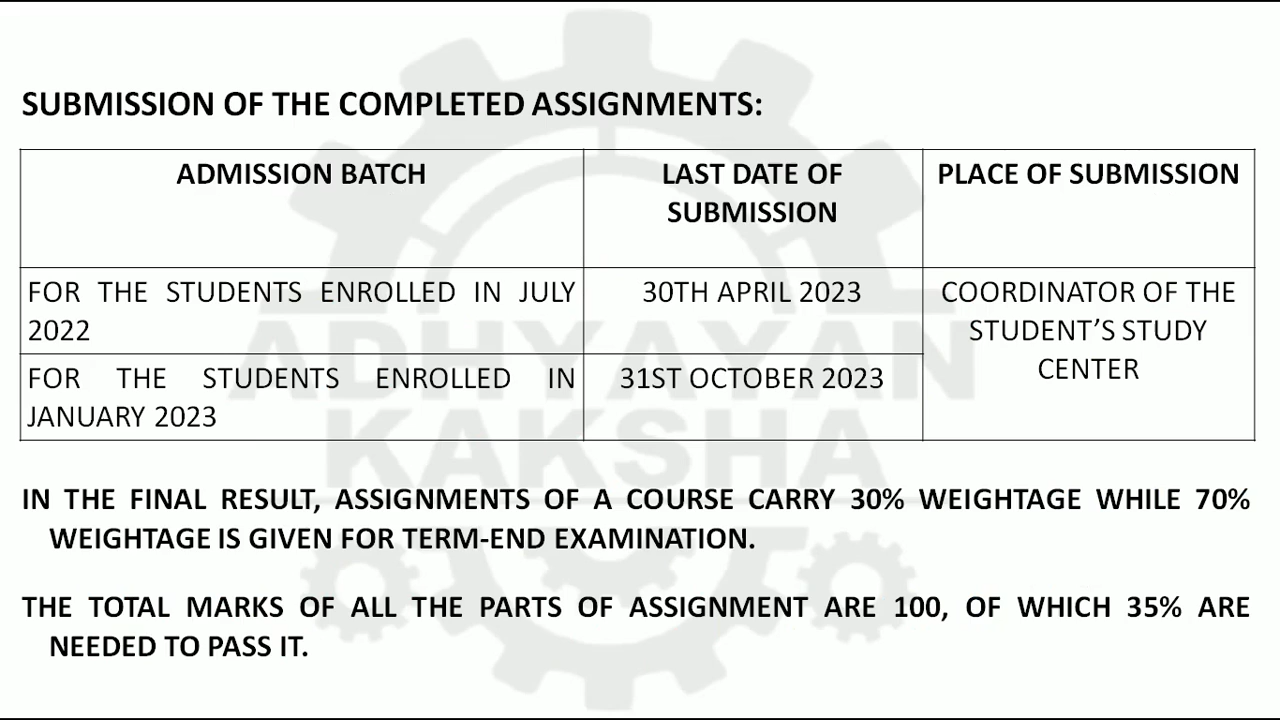 SUBMISSION OF THE COMPLETED ASSIGNMENTS:
ADMISSION BATCH
LAST DATE OF
SUBMISSION
PLACE OF SUBMISSION
FOR THE STUDENTS ENROLLED IN JULY
2022
30TH APRIL 2023
COORDINATOR OF THE
STUDENT’S STUDY
CENTER
FOR THE STUDENTS ENROLLED IN
JANUARY 2023
31ST OCTOBER 2023
ADHYAYAN
KAKSHA
IN THE FINAL RESULT, ASSIGNMENTS OF A COURSE CARRY 30% WEIGHTAGE WHILE 70%
WEIGHTAGE IS GIVEN FOR TERM-END EXAMINATION.
THE TOTAL MARKS OF ALL THE PARTS OF ASSIGNMENT ARE 100, OF WHICH 35% ARE
NEEDED TO PASS IT.